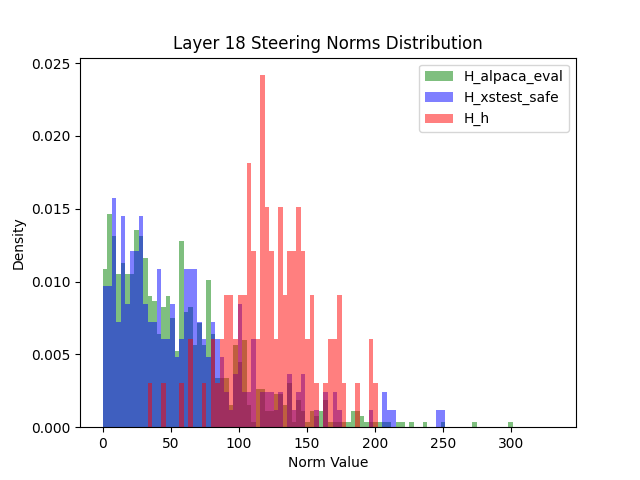 Layer 18 Steering Norms Distribution
0.025
0.020
0.015
0.010
0.005
0.000
Density
H_alpaca_eval
H_xstest_safe
H_h
0
50
100
150
200
250
300
Norm Value